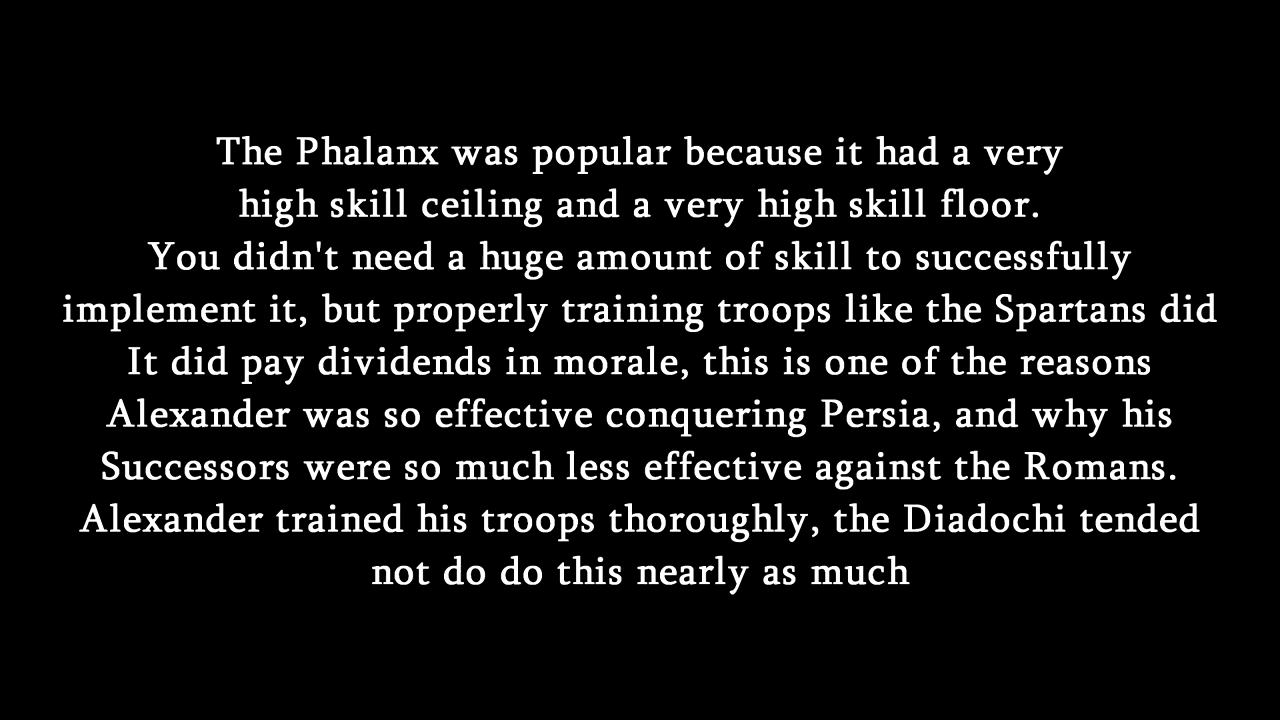 The Phalanx was popular because it had a very
high skill ceiling and a very high skill floor.
You didn't need a huge amount of skill to successfully
implement it, but properly training troops like the Spartans did
It did pay dividends in morale, this is one of the reasons
Alexander was so effective conquering Persia, and why his
Successors were so much less effective against the Romans.
Alexander trained his troops thoroughly, the Diadochi tended
not do do this nearly as much